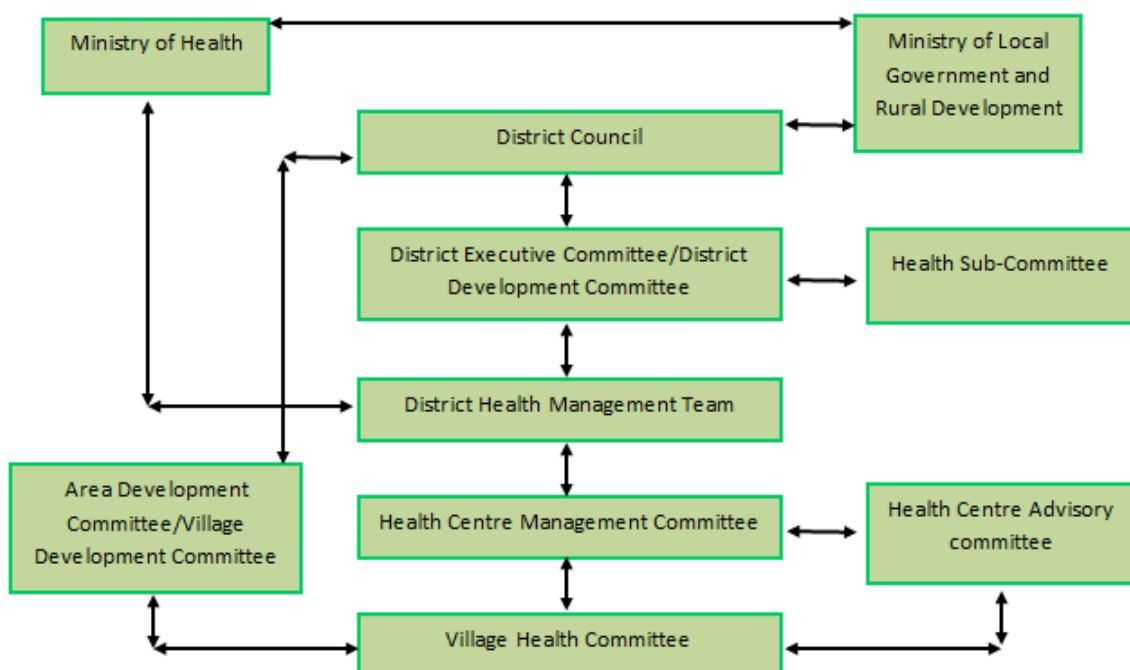 Ministry of Health
Ministry of Local
Government and
Rural Development
District Council
District Executive Committee/District
Development Committee
Health Sub-Committee
District Health Management Team
Area Development
Committee/Village
Development Committee
Health Centre Management Committee
Health Centre Advisory
committee
Village Health Committee